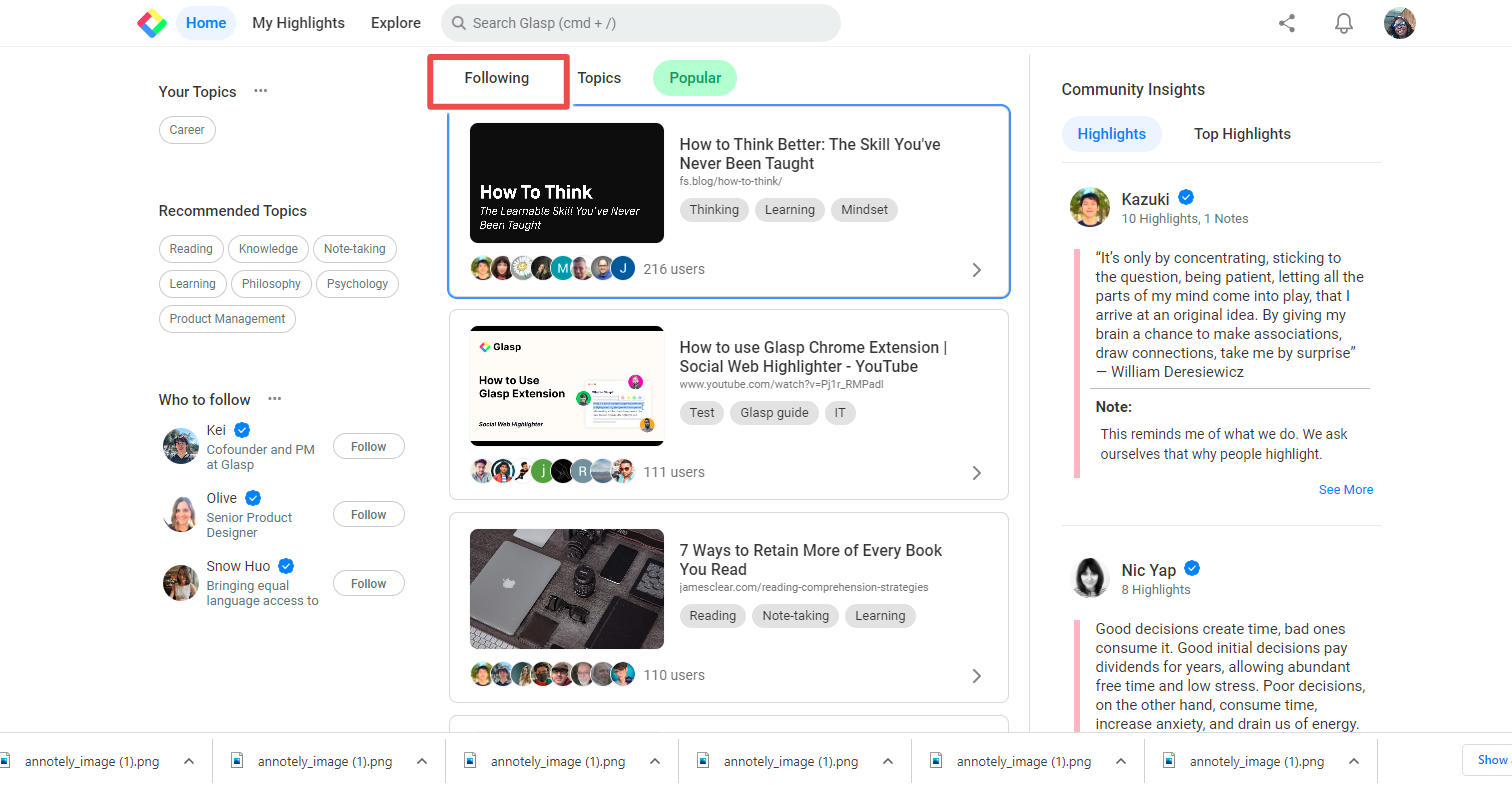 Home
My Highlights
Explore
Search Glasp (cmd + /)
Your Topics
Career
Recommended Topics
Reading
Knowledge
Note-taking
Learning
Philosophy
Psychology
Product Management
Who to follow
Kei
Cofounder and PM
at Glasp
Follow
Olive
Senior Product
Designer
Follow
Snow Huo
Bringing equal
language access to
Follow
Following
Topics
Popular
How To Think
The Learnable Skill You've Never
Been Taught
How to Think Better: The Skill You've
Never Been Taught
fs.blog/how-to-think/
Thinking
Learning
Mindset
M
J
216 users
Glasp
How to Use
Glasp Extension
Social Web Highlighter
How to use Glasp Chrome Extension |
Social Web Highlighter - YouTube
www.youtube.com/watch?v=Pj1r_RMPadI
Test
Glasp guide
IT
j
R
111 users
7 Ways to Retain More of Every Book
You Read
jamesclear.com/reading-comprehension-strategies
Reading
Note-taking
Learning
110 users
Community Insights
Highlights
Top Highlights
Kazuki
10 Highlights, 1 Notes
“It’s only by concentrating, sticking to
the question, being patient, letting all the
parts of my mind come into play, that I
arrive at an original idea. By giving my
brain a chance to make associations,
draw connections, take me by surprise”
— William Deresiewicz
Note:
This reminds me of what we do. We ask
ourselves that why people highlight.
See More
Nic Yap
8 Highlights
Good decisions create time, bad ones
consume it. Good initial decisions pay
dividends for years, allowing abundant
free time and low stress. Poor decisions,
on the other hand, consume time,
increase anxiety, and drain us of energy.
annotely_image (1).png
annotely_image (1).png
annotely_image (1).png
annotely_image (1).png
annotely_image (1).png
annotely_image (1).png
Show